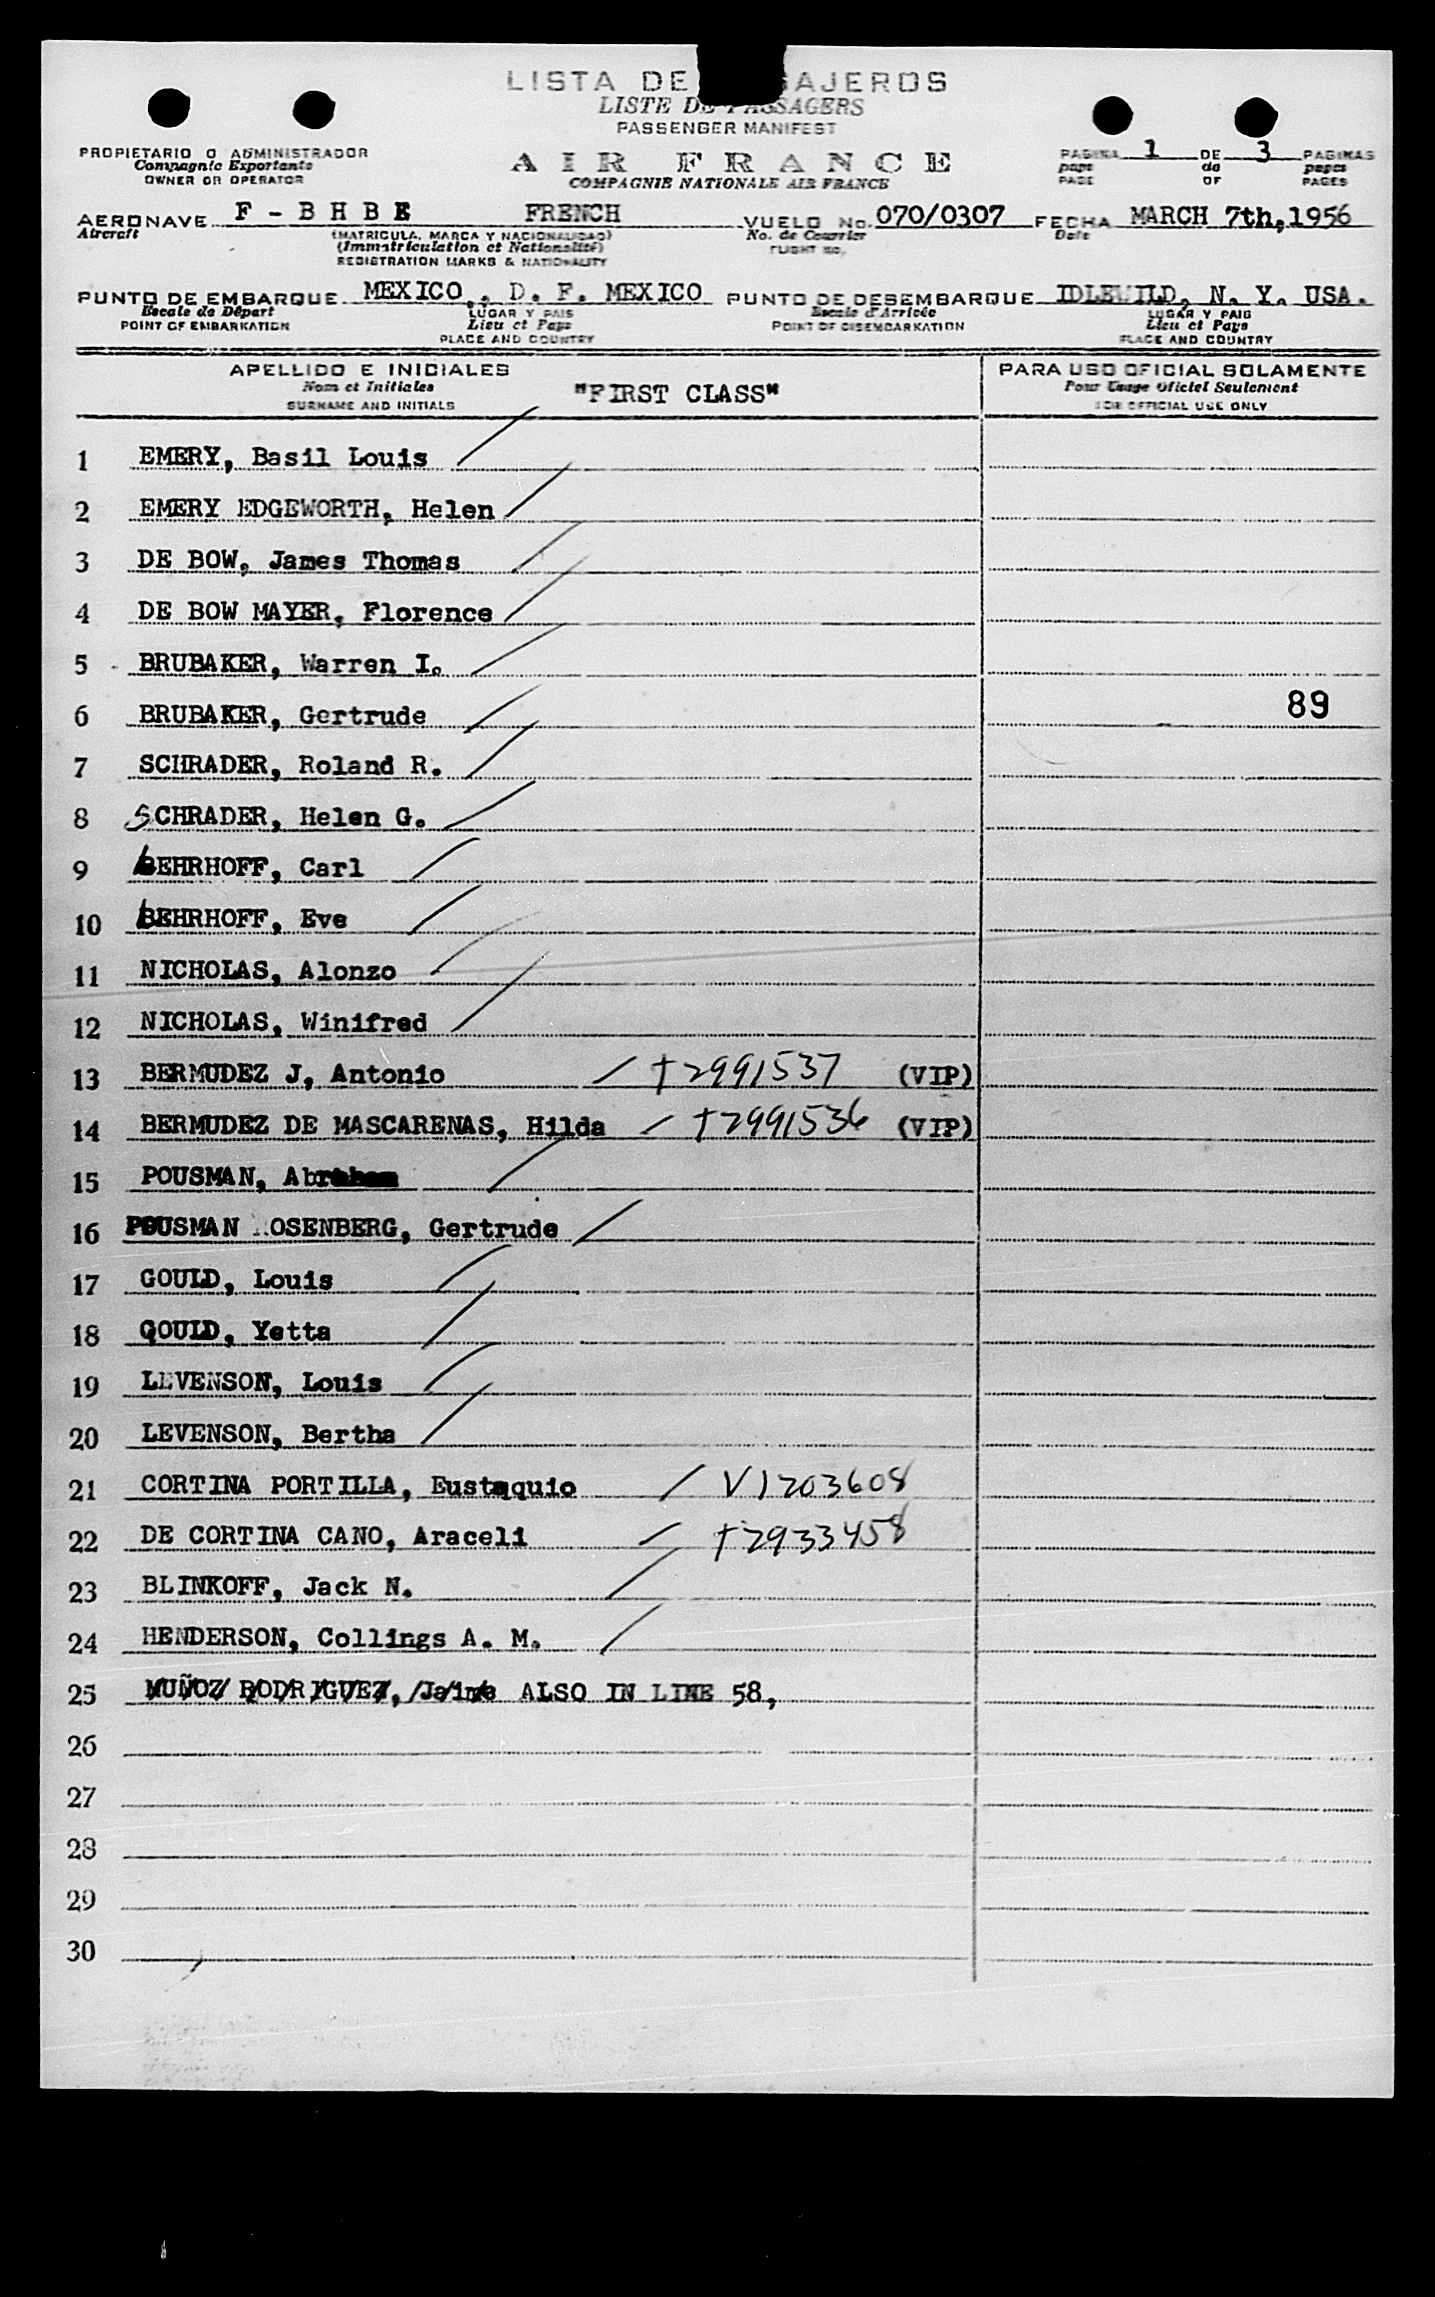 LISTA DE PASAJEROS
LISTE DE PASSAGERS
PASSENGER MANIFEST
PROPIETARIO O ADMINISTRADOR
Compagnie Exportante
OWNER OR OPERATOR
AIR FRANCE
COMPAGNIE NATIONALE AIR FRANCE
PAGINA 1 DE 3 PAGINAS
page de pages
PAGE OF PAGES
AERONAVE F - B H B E FRENCH VUELO No. 070/0307 FECHA MARCH 7th, 1956
Aircraft (MATRICULA, MARCA Y NACIONALIDAD) No. de Courrier Date
(Immatriculation et Nationalité) FLIGHT NO.
REGISTRATION MARKS & NATIONALITY
PUNTO DE EMBARQUE MEXICO,, D. F. MEXICO PUNTO DE DESEMBARQUE IDLEWILD, N. Y. USA.
Escale de Départ LUGAR Y PAIS Escale d'Arrivée LUGAR Y PAIS
POINT OF EMBARKATION Lieu et Pays POINT OF DISEMBARKATION Lieu et Pays
PLACE AND COUNTRY PLACE AND COUNTRY
APELLIDO E INICIALES "FIRST CLASS" PARA USO OFICIAL SOLAMENTE
Nom et Initiales Pour Usage Oficiel Seulement
SURNAME AND INITIALS FOR OFFICIAL USE ONLY
1 EMERY, Basil Louis
2 EMERY EDGEWORTH, Helen
3 DE BOW, James Thomas
4 DE BOW MAYER, Florence
5 BRUBAKER, Warren I.
6 BRUBAKER, Gertrude 89
7 SCHRADER, Roland R.
8 SCHRADER, Helen G.
9 BEHRHOFF, Carl
10 BEHRHOFF, Eve
11 NICHOLAS, Alonzo
12 NICHOLAS, Winifred
13 BERMUDEZ J, Antonio T2991537 (VIP)
14 BERMUDEZ DE MASCARENAS, Hilda T2991536 (VIP)
15 POUSMAN, Abraham
16 POUSMAN ROSENBERG, Gertrude
17 GOULD, Louis
18 GOULD, Yetta
19 LEVENSON, Louis
20 LEVENSON, Bertha
21 CORTINA PORTILLA, Eustaquio V1203608
22 DE CORTINA CANO, Araceli T2933458
23 BLINKOFF, Jack N.
24 HENDERSON, Collings A. M.
25 MUÑOZ RODRIGUEZ, Jaime ALSO IN LINE 58,
26
27
28
29
30